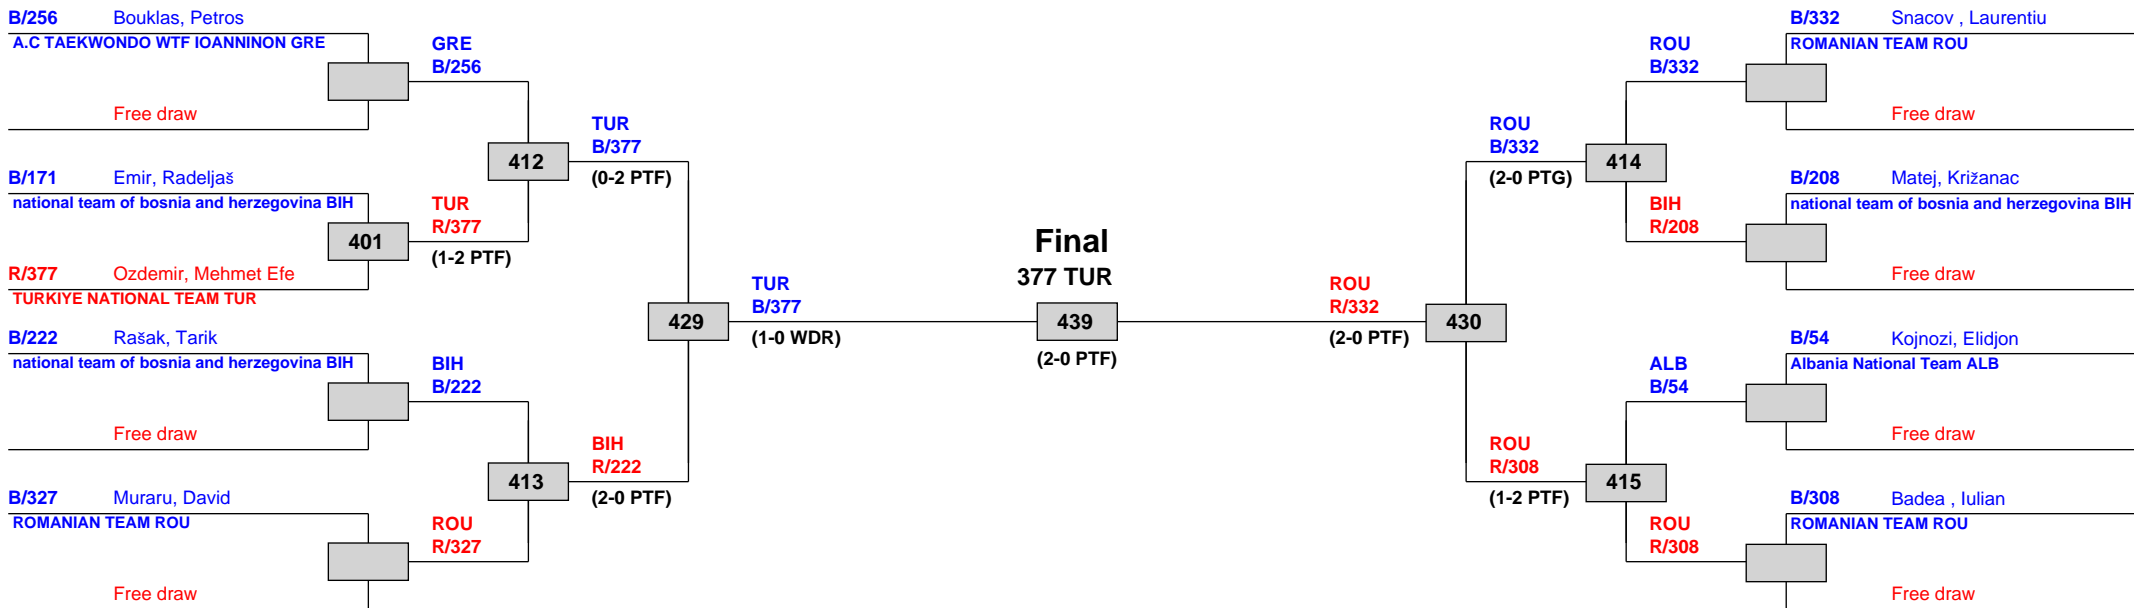 B/256 Bouklas, Petros
A.C TAEKWONDO WTF IOANNINON GRE
Free draw
B/171 Emir, Radeljaš
national team of bosnia and herzegovina BIH
R/377 Ozdemir, Mehmet Efe
TURKIYE NATIONAL TEAM TUR
B/222 Rašak, Tarik
national team of bosnia and herzegovina BIH
Free draw
B/327 Muraru, David
ROMANIAN TEAM ROU
Free draw
401
GRE
B/256
TUR
R/377
(1-2 PTF)
BIH
B/222
ROU
R/327
412
413
TUR
B/377
(0-2 PTF)
BIH
R/222
(2-0 PTF)
429
TUR
B/377
(1-0 WDR)
Final
377 TUR
439
(2-0 PTF)
ROU
R/332
(2-0 PTF)
430
ROU
B/332
(2-0 PTG)
ROU
R/308
(1-2 PTF)
414
415
ROU
B/332
BIH
R/208
ALB
B/54
ROU
R/308
B/332 Snacov , Laurentiu
ROMANIAN TEAM ROU
Free draw
B/208 Matej, Križanac
national team of bosnia and herzegovina BIH
Free draw
B/54 Kojnozi, Elidjon
Albania National Team ALB
Free draw
B/308 Badea , Iulian
ROMANIAN TEAM ROU
Free draw